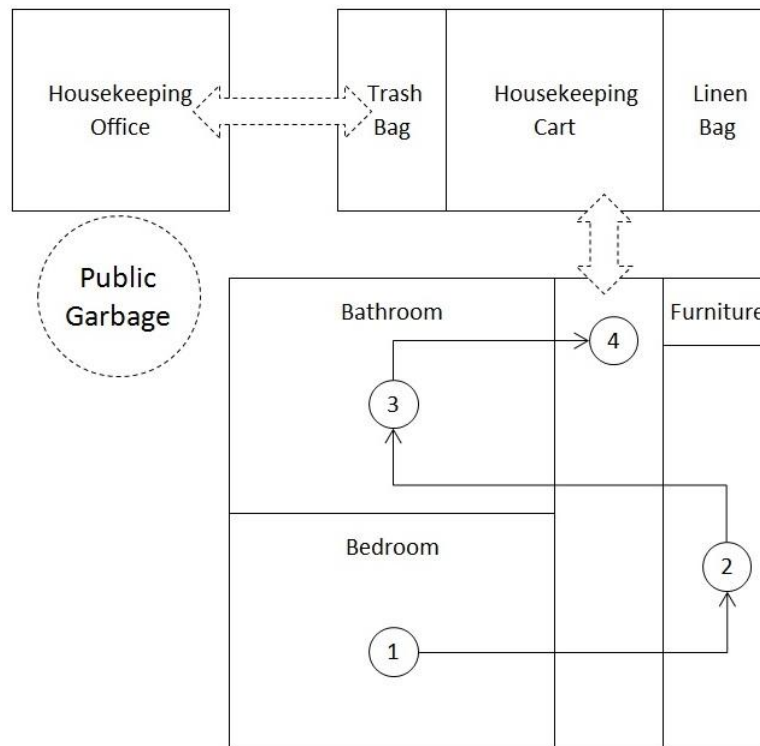 Housekeeping
Office
Trash
Bag
Housekeeping
Cart
Linen
Bag
Public
Garbage
Bathroom
Furniture
4
3
Bedroom
2
1